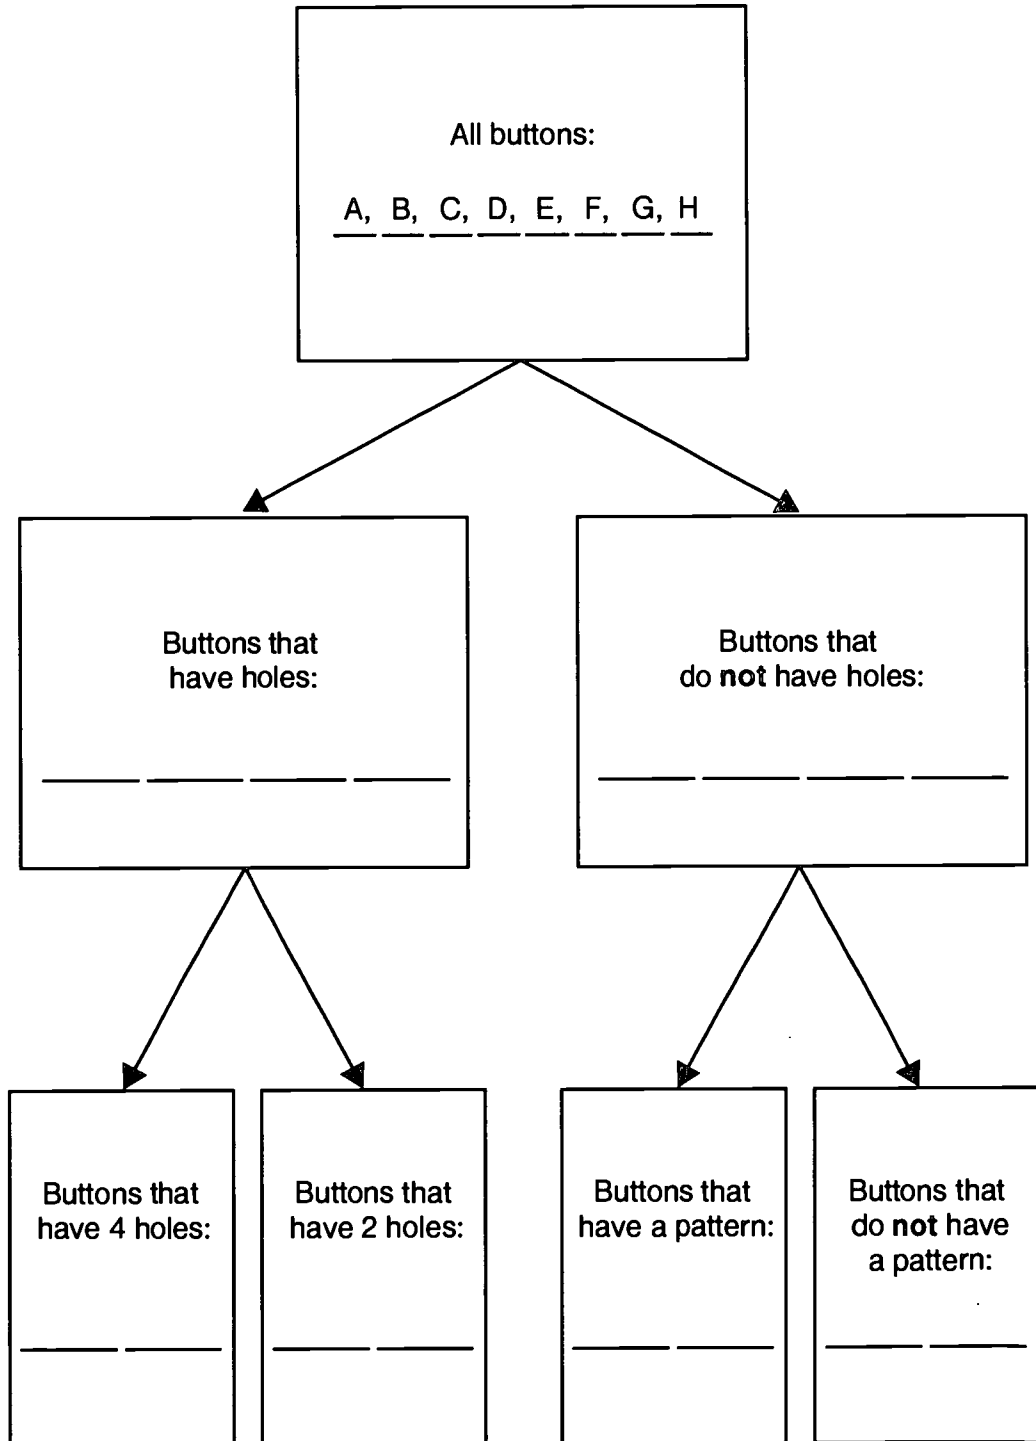 All buttons:
A, B, C, D, E, F, G, H
Buttons that
have holes:
Buttons that
do not have holes:
Buttons that
have 4 holes:
Buttons that
have 2 holes:
Buttons that
have a pattern:
Buttons that
do not have
a pattern: